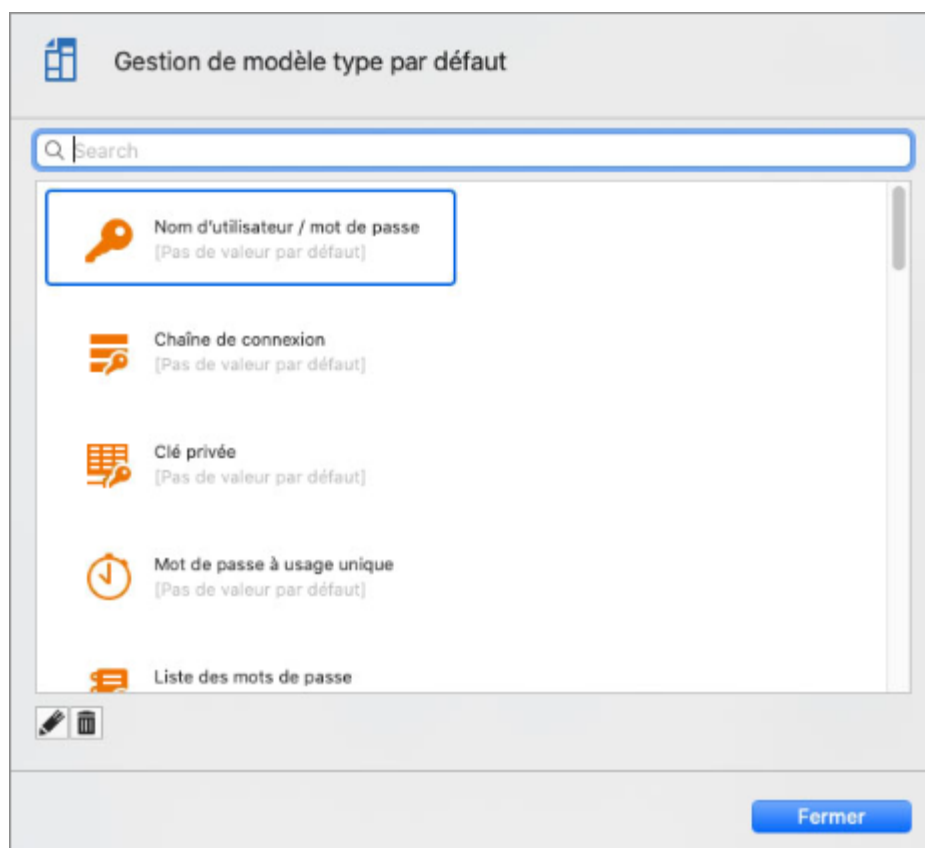 Gestion de modèle type par défaut
Search
Nom d'utilisateur / mot de passe
[Pas de valeur par défaut]
Chaîne de connexion
[Pas de valeur par défaut]
Clé privée
[Pas de valeur par défaut]
Mot de passe à usage unique
[Pas de valeur par défaut]
Liste des mots de passe
Fermer